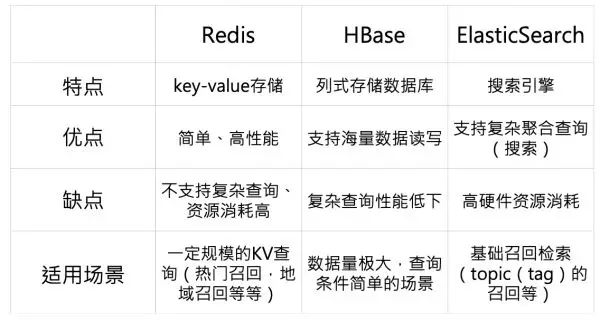 Redis HBase ElasticSearch
特点 key-value存储 列式存储数据库 搜索引擎
优点 简单、高性能 支持海量数据读写 支持复杂聚合查询
（搜索）
缺点 不支持复杂查询、
资源消耗高 复杂查询性能低下 高硬件资源消耗
适用场景 一定规模的KV查
询（热门召回，地
域召回等等） 数据量极大，查询
条件简单的场景 基础召回检索
（topic（tag）的
召回等）